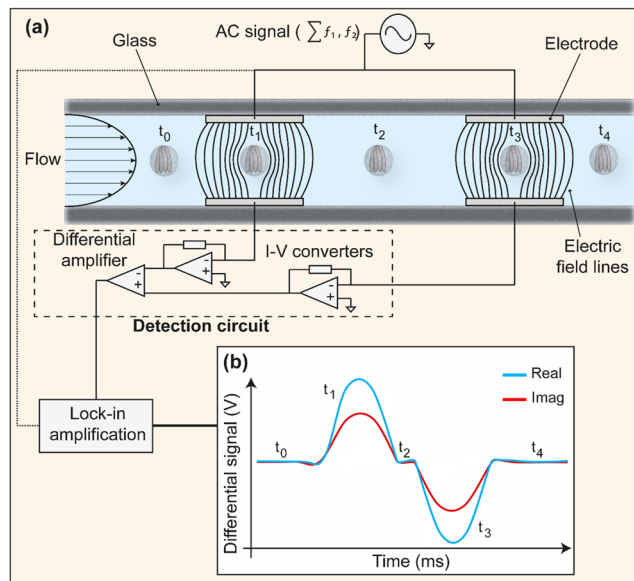 (a)
AC signal ( ∑ f₁, f₂ )
Glass
Electrode
t₀
t₁
t₂
t₃
t₄
Flow
Differential
amplifier
I-V converters
Electric
field lines
Detection circuit
Lock-in
amplification
(b)
Real
Imag
Differential signal (V)
t₀
t₁
t₂
t₃
t₄
Time (ms)